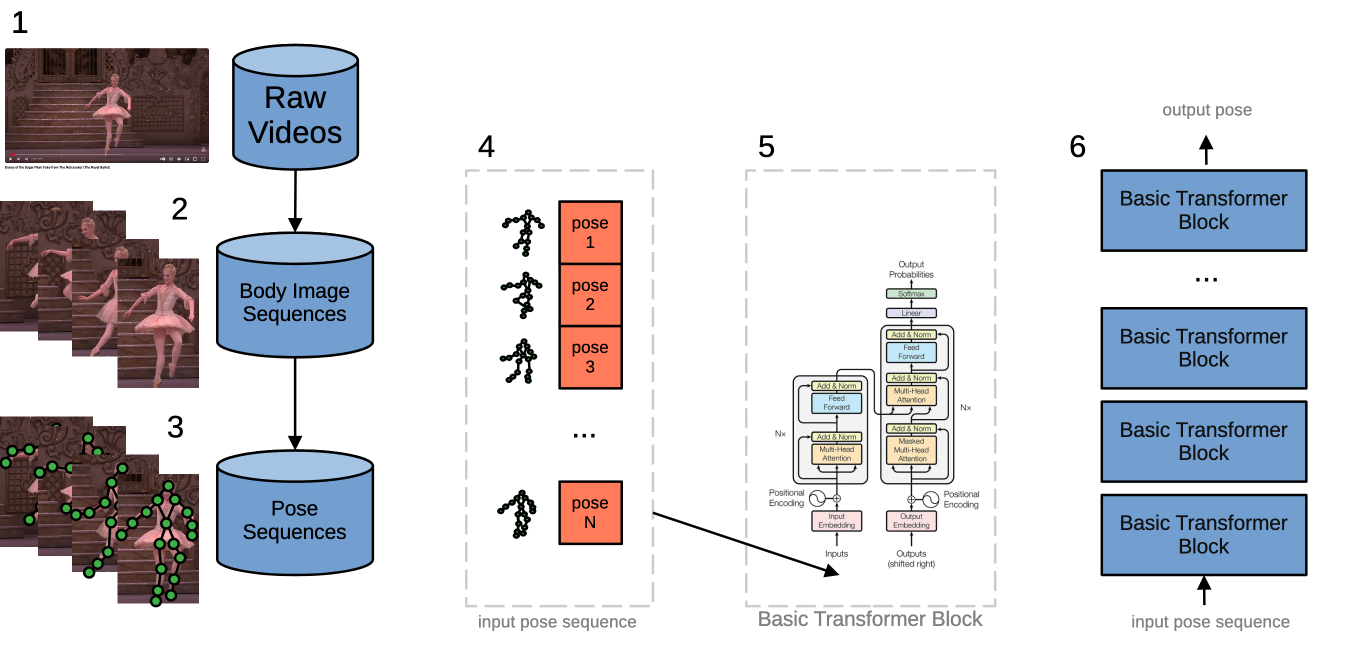 1
Raw
Videos
Dance of the Sugar Plum Fairy from The Nutcracker (The Royal Ballet)
2
Body Image
Sequences
3
Pose
Sequences
4
pose
1
pose
2
pose
3
...
pose
N
input pose sequence
5
Output
Probabilities
Softmax
Linear
Add & Norm
Feed
Forward
Add & Norm
Multi-Head
Attention
Add & Norm
Feed
Forward
Nx
Add & Norm
Masked
Multi-Head
Attention
Nx
Add & Norm
Multi-Head
Attention
Positional
Encoding
Positional
Encoding
Input
Embedding
Output
Embedding
Inputs
Outputs
(shifted right)
Basic Transformer Block
6
output pose
Basic Transformer
Block
...
Basic Transformer
Block
Basic Transformer
Block
Basic Transformer
Block
input pose sequence